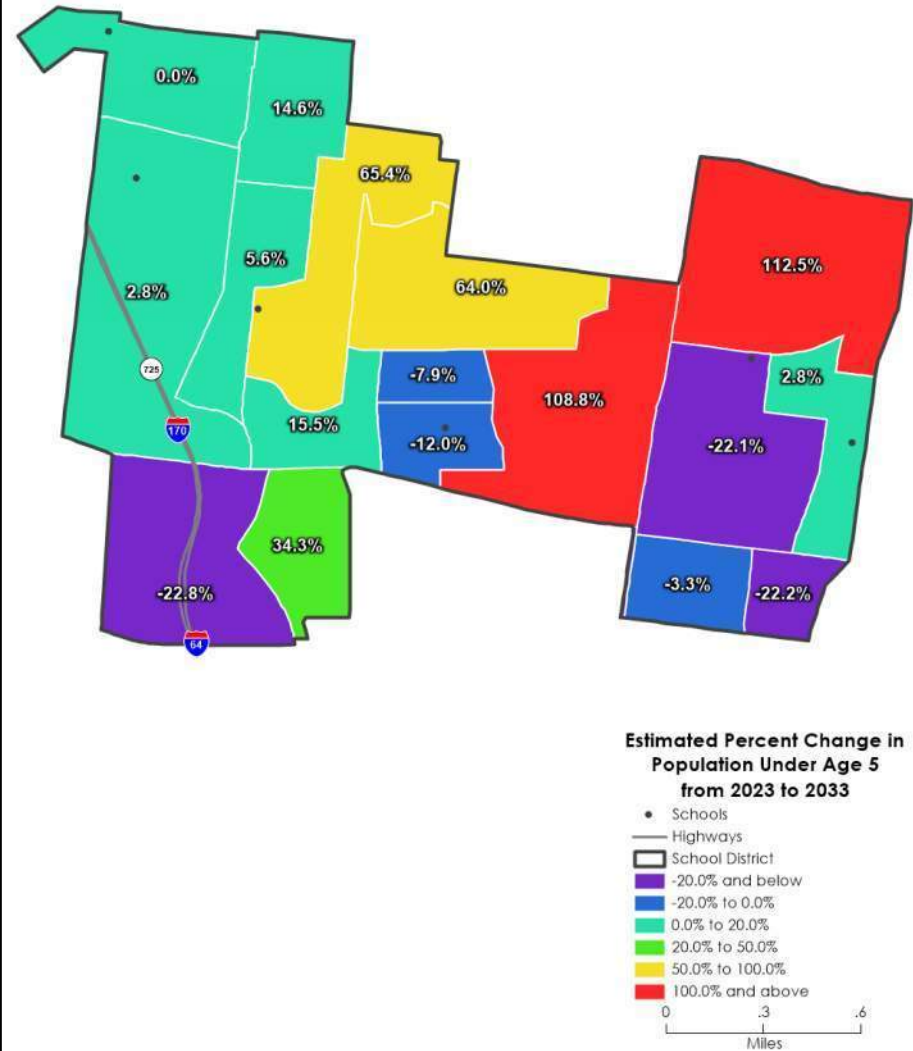 0.0%
14.6%
65.4%
112.5%
5.6%
2.8%
64.0%
725
-7.9%
2.8%
108.8%
15.5%
170
-12.0%
-22.1%
34.3%
-22.8%
-3.3%
-22.2%
64
Estimated Percent Change in
Population Under Age 5
from 2023 to 2033
Schools
Highways
School District
-20.0% and below
-20.0% to 0.0%
0.0% to 20.0%
20.0% to 50.0%
50.0% to 100.0%
100.0% and above
0 .3 .6
Miles